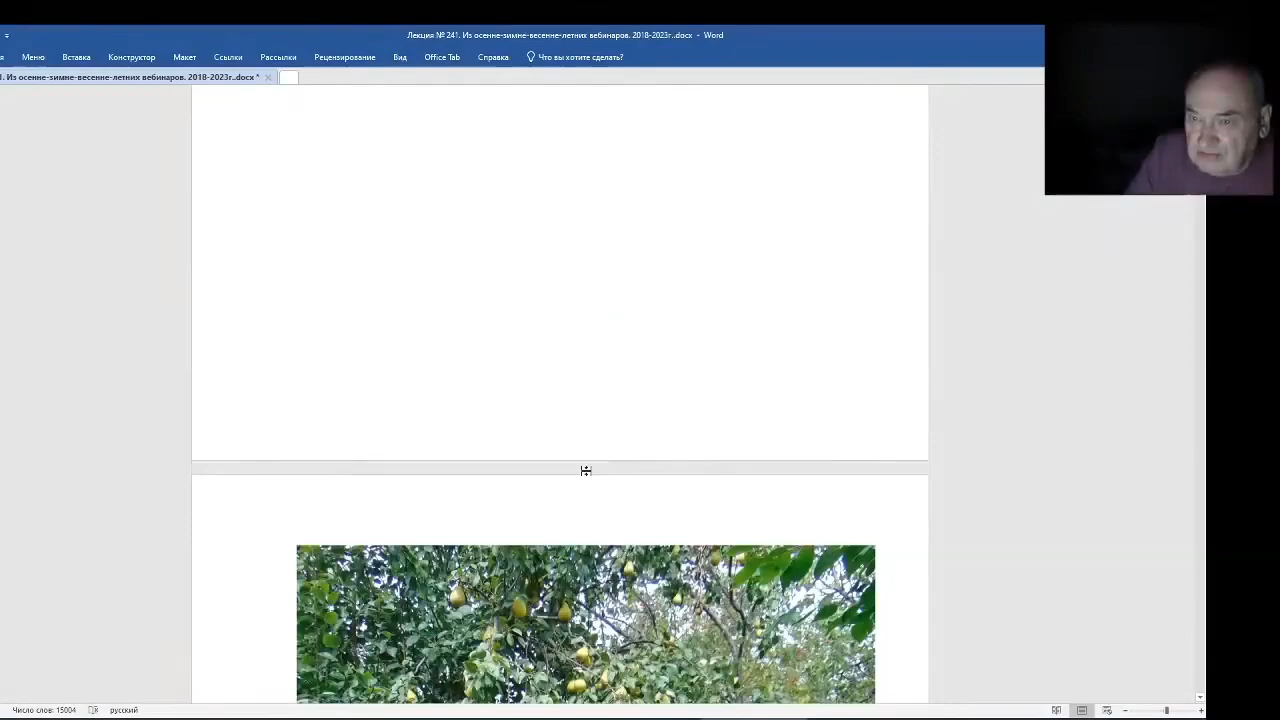 Лекция № 241. Из осенне-зимне-весенне-летних вебинаров. 2018-2023г..docx - Word
я Меню Вставка Конструктор Макет Ссылки Рассылки Рецензирование Вид Office Tab Справка Что вы хотите сделать?
. Из осенне-зимне-весенне-летних вебинаров. 2018-2023г..docx *
Число слов: 15004 русский